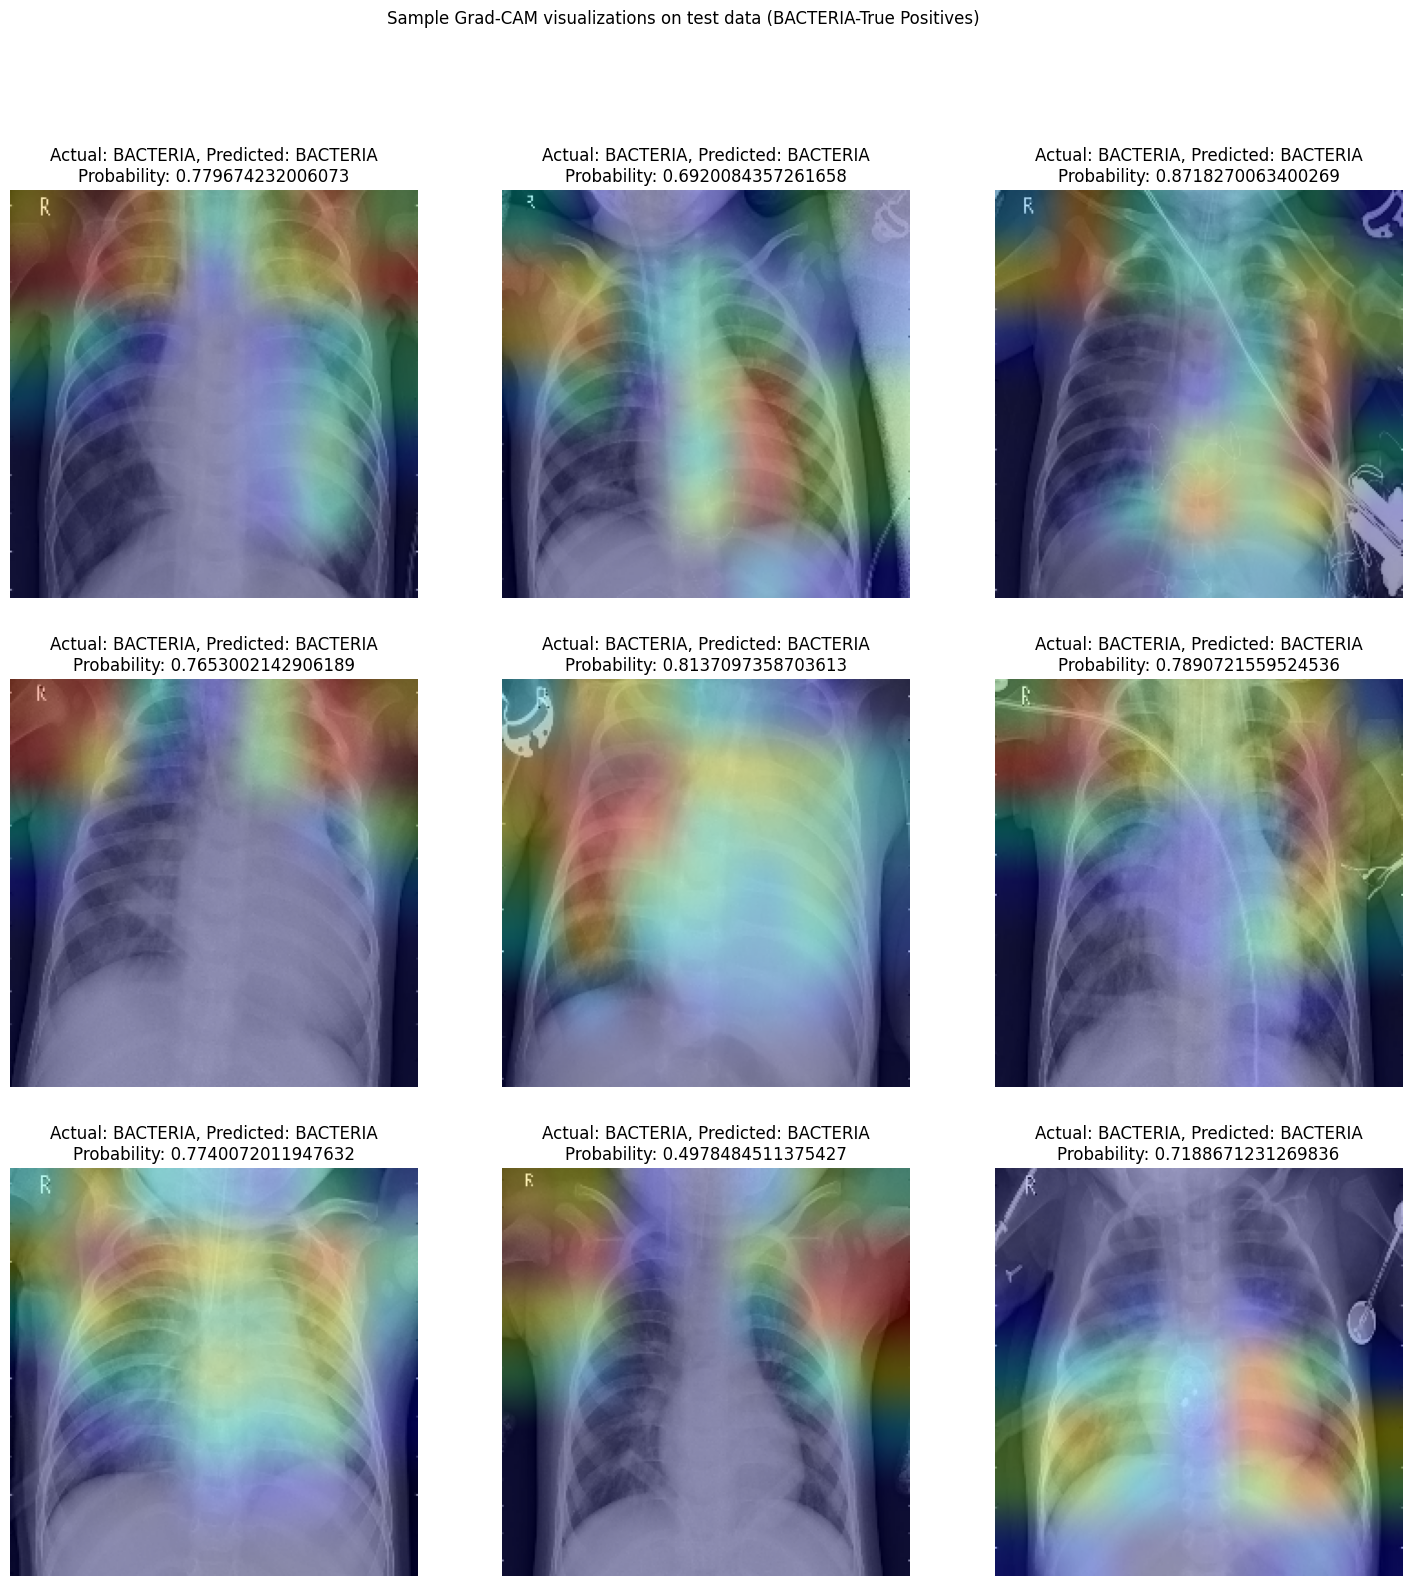 Sample Grad-CAM visualizations on test data (BACTERIA-True Positives)
Actual: BACTERIA, Predicted: BACTERIA
Probability: 0.779674232006073
R
Actual: BACTERIA, Predicted: BACTERIA
Probability: 0.6920084357261658
R
Actual: BACTERIA, Predicted: BACTERIA
Probability: 0.8718270063400269
R
Actual: BACTERIA, Predicted: BACTERIA
Probability: 0.7653002142906189
R
Actual: BACTERIA, Predicted: BACTERIA
Probability: 0.8137097358703613
R
Actual: BACTERIA, Predicted: BACTERIA
Probability: 0.7890721559524536
R
Actual: BACTERIA, Predicted: BACTERIA
Probability: 0.7740072011947632
R
Actual: BACTERIA, Predicted: BACTERIA
Probability: 0.4978484511375427
R
Actual: BACTERIA, Predicted: BACTERIA
Probability: 0.7188671231269836
R